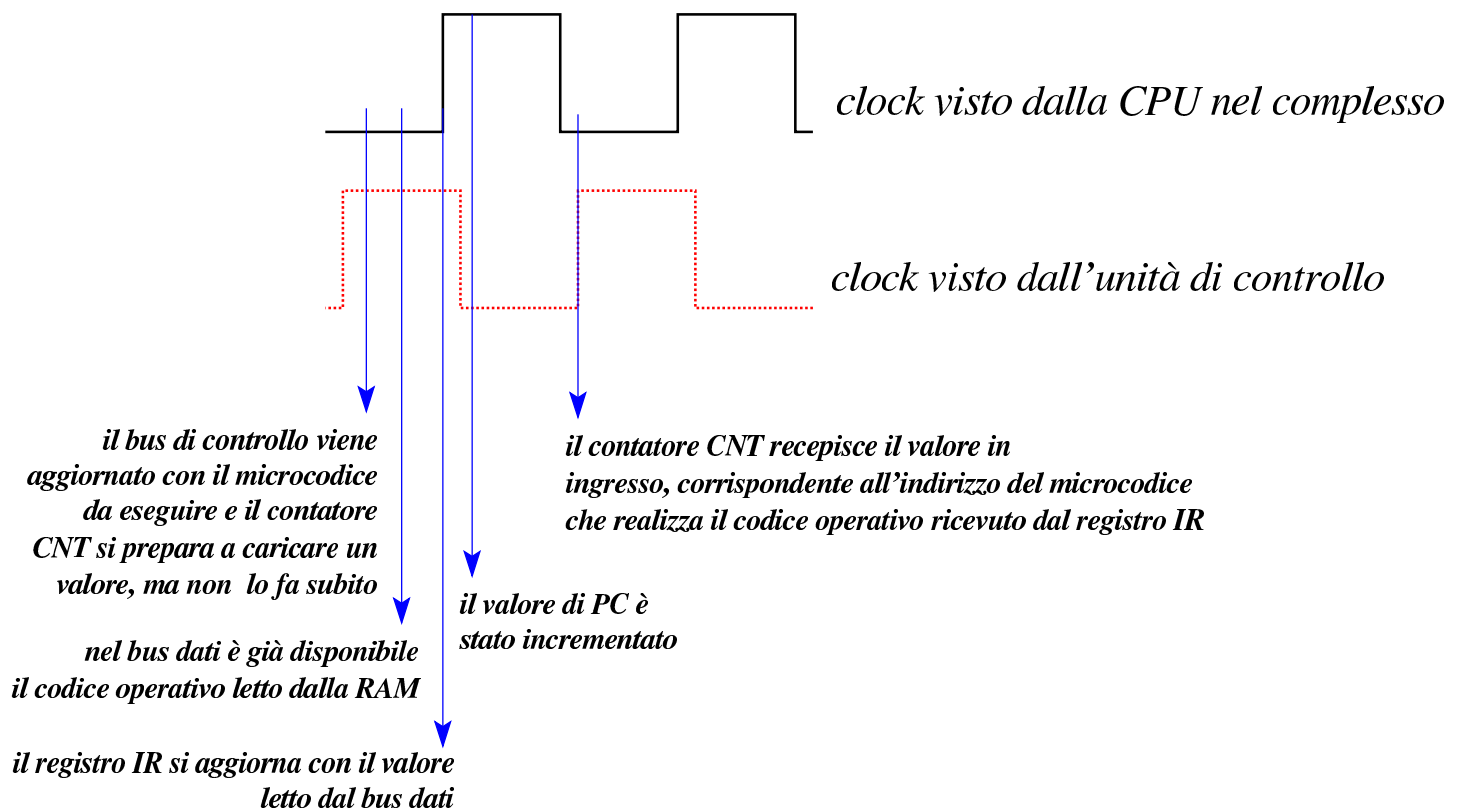 clock visto dalla CPU nel complesso
clock visto dall'unità di controllo
il bus di controllo viene
aggiornato con il microcodice
da eseguire e il contatore
CNT si prepara a caricare un
valore, ma non lo fa subito
il contatore CNT recepisce il valore in
ingresso, corrispondente all'indirizzo del microcodice
che realizza il codice operativo ricevuto dal registro IR
il valore di PC è
stato incrementato
nel bus dati è già disponibile
il codice operativo letto dalla RAM
il registro IR si aggiorna con il valore
letto dal bus dati